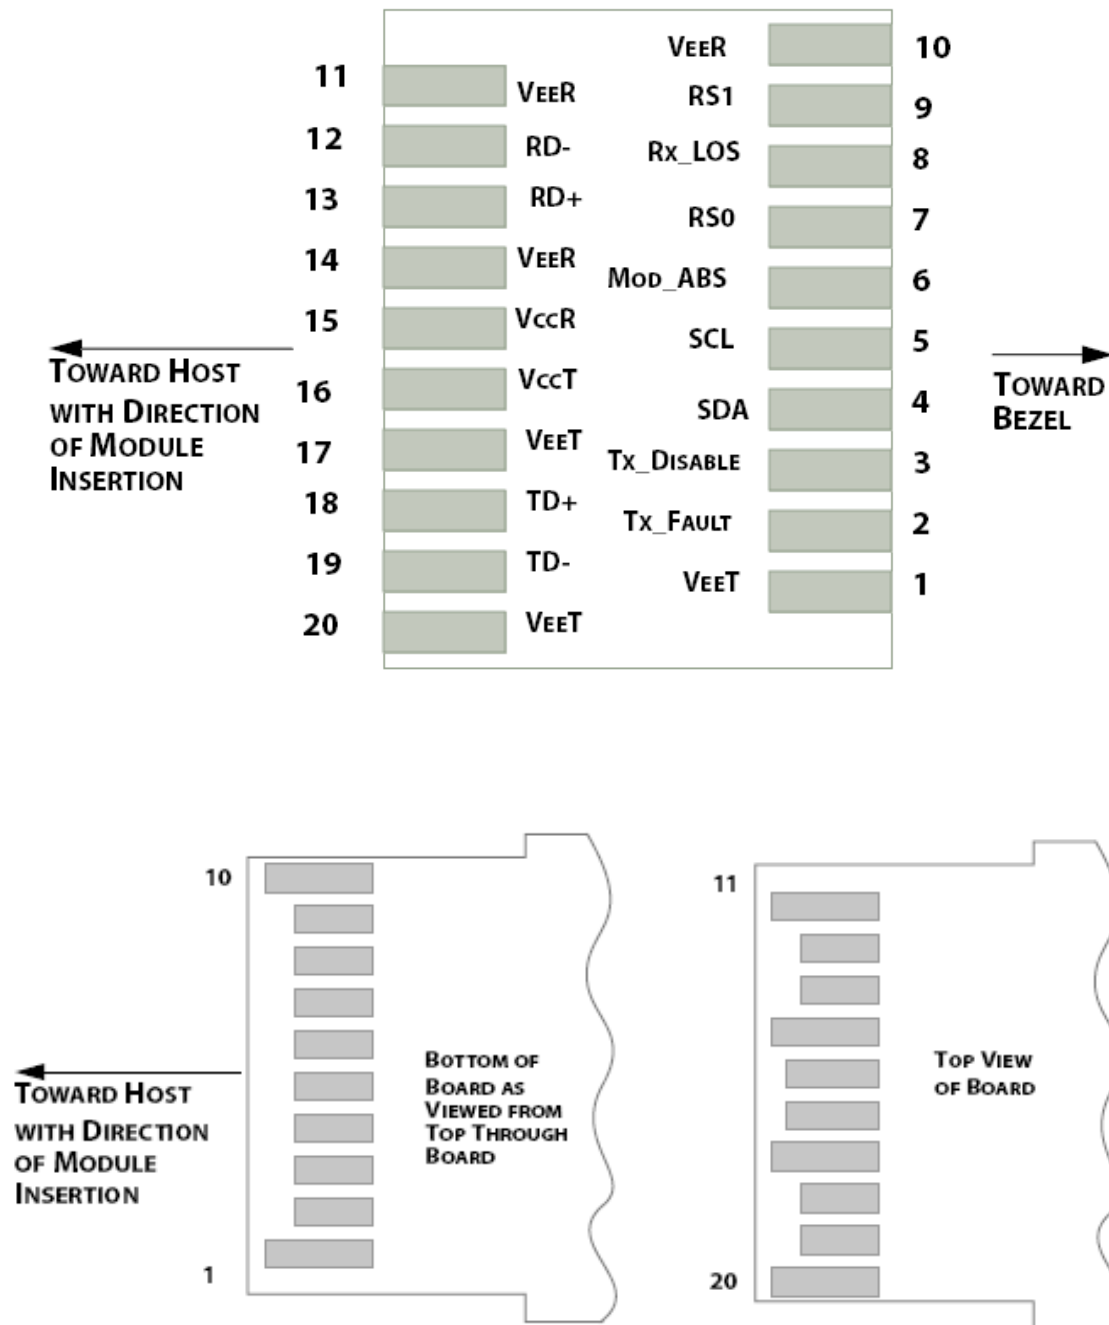 VeeR 10
11 VeeR
RS1 9
12 RD-
Rx_LOS 8
13 RD+
RS0 7
14 VeeR
Mod_ABS 6
15 VccR
SCL 5
Toward Host
with Direction
of Module
Insertion
Toward
Bezel
16 VccT
SDA 4
17 VeeT
Tx_Disable 3
18 TD+
Tx_Fault 2
19 TD-
VeeT 1
20 VeeT
10
Bottom of
Board as
Viewed from
Top Through
Board
Toward Host
with Direction
of Module
Insertion
1
11
Top View
of Board
20